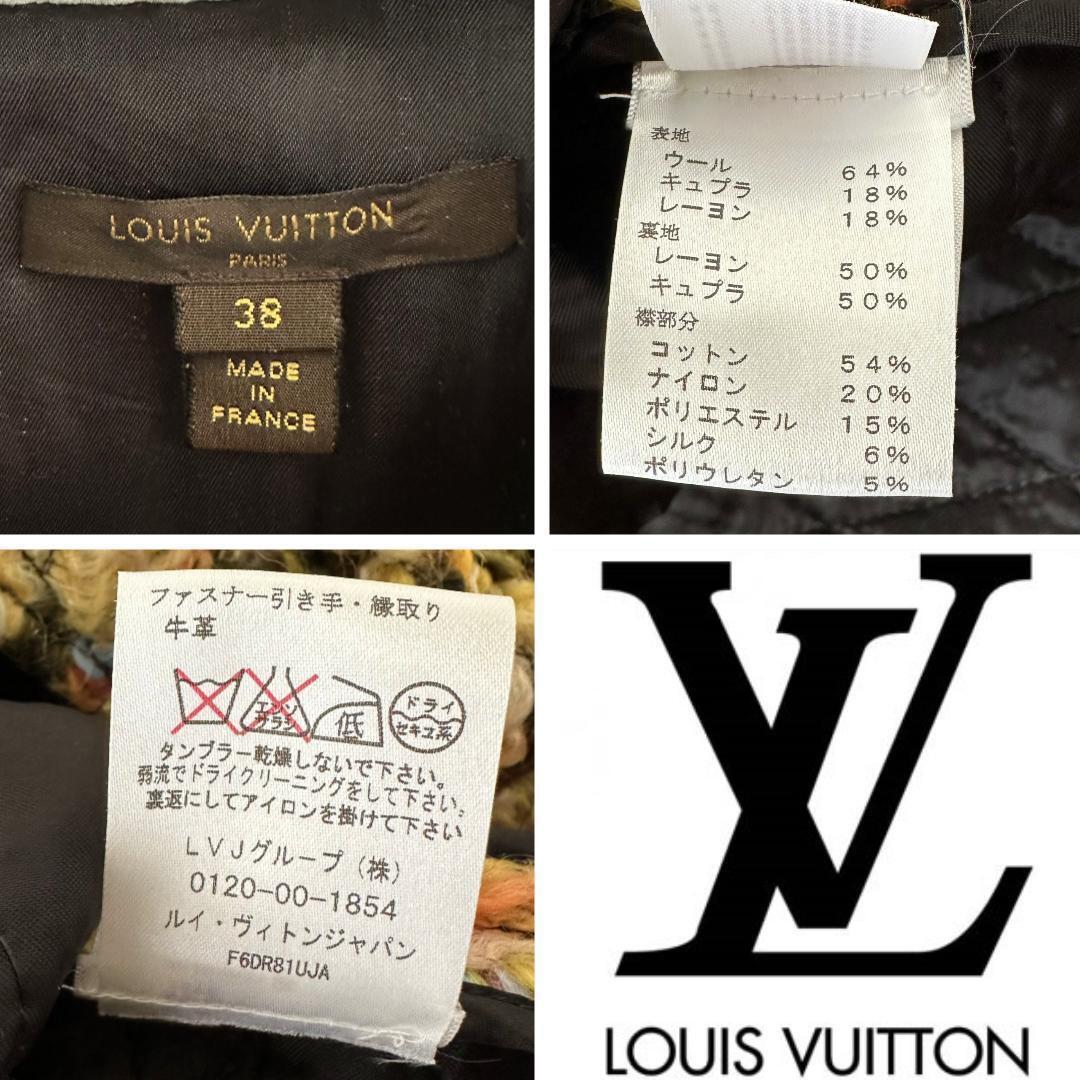 LOUIS VUITTON
PARIS
38
MADE
IN
FRANCE
表地
ウール 64%
キュプラ 18%
レーヨン 18%
裏地
レーヨン 50%
キュプラ 50%
襟部分
コットン 54%
ナイロン 20%
ポリエステル 15%
シルク 6%
ポリウレタン 5%
ファスナー引き手・縁取り
牛革
エンソ
サラシ
低
ドライ
セキユ系
タンブラー乾燥しないで下さい。
弱流でドライクリーニングをして下さい。
裏返にしてアイロンを掛けて下さい
LVJグループ(株)
0120-00-1854
ルイ・ヴィトンジャパン
F6DR81UJA
LV
LOUIS VUITTON